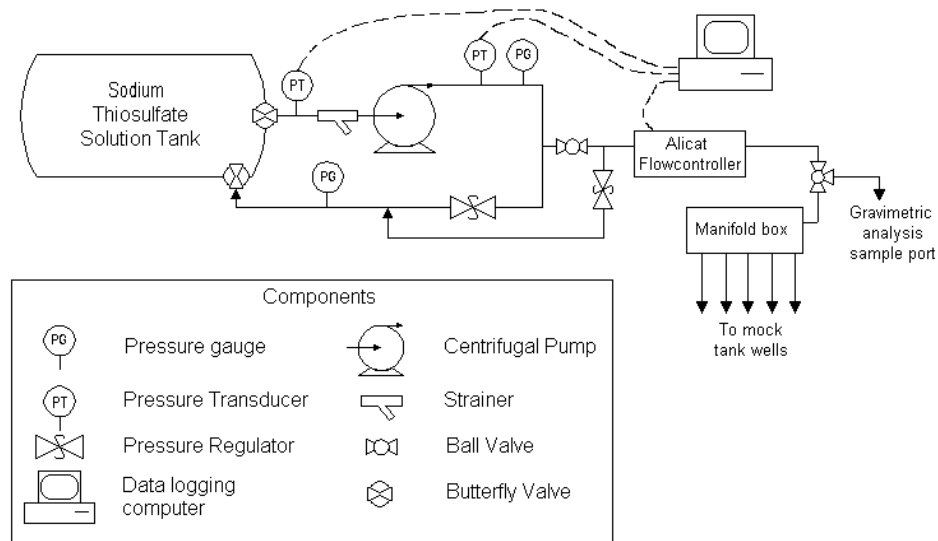 PT
PT
PG
Sodium
Thiosulfate
Solution Tank
Alicat
Flowcontroller
PG
Manifold box
Gravimetric
analysis
sample port
To mock
tank wells
Components
PG
Pressure gauge
Centrifugal Pump
PT
Pressure Transducer
Strainer
Pressure Regulator
Ball Valve
Data logging
computer
Butterfly Valve